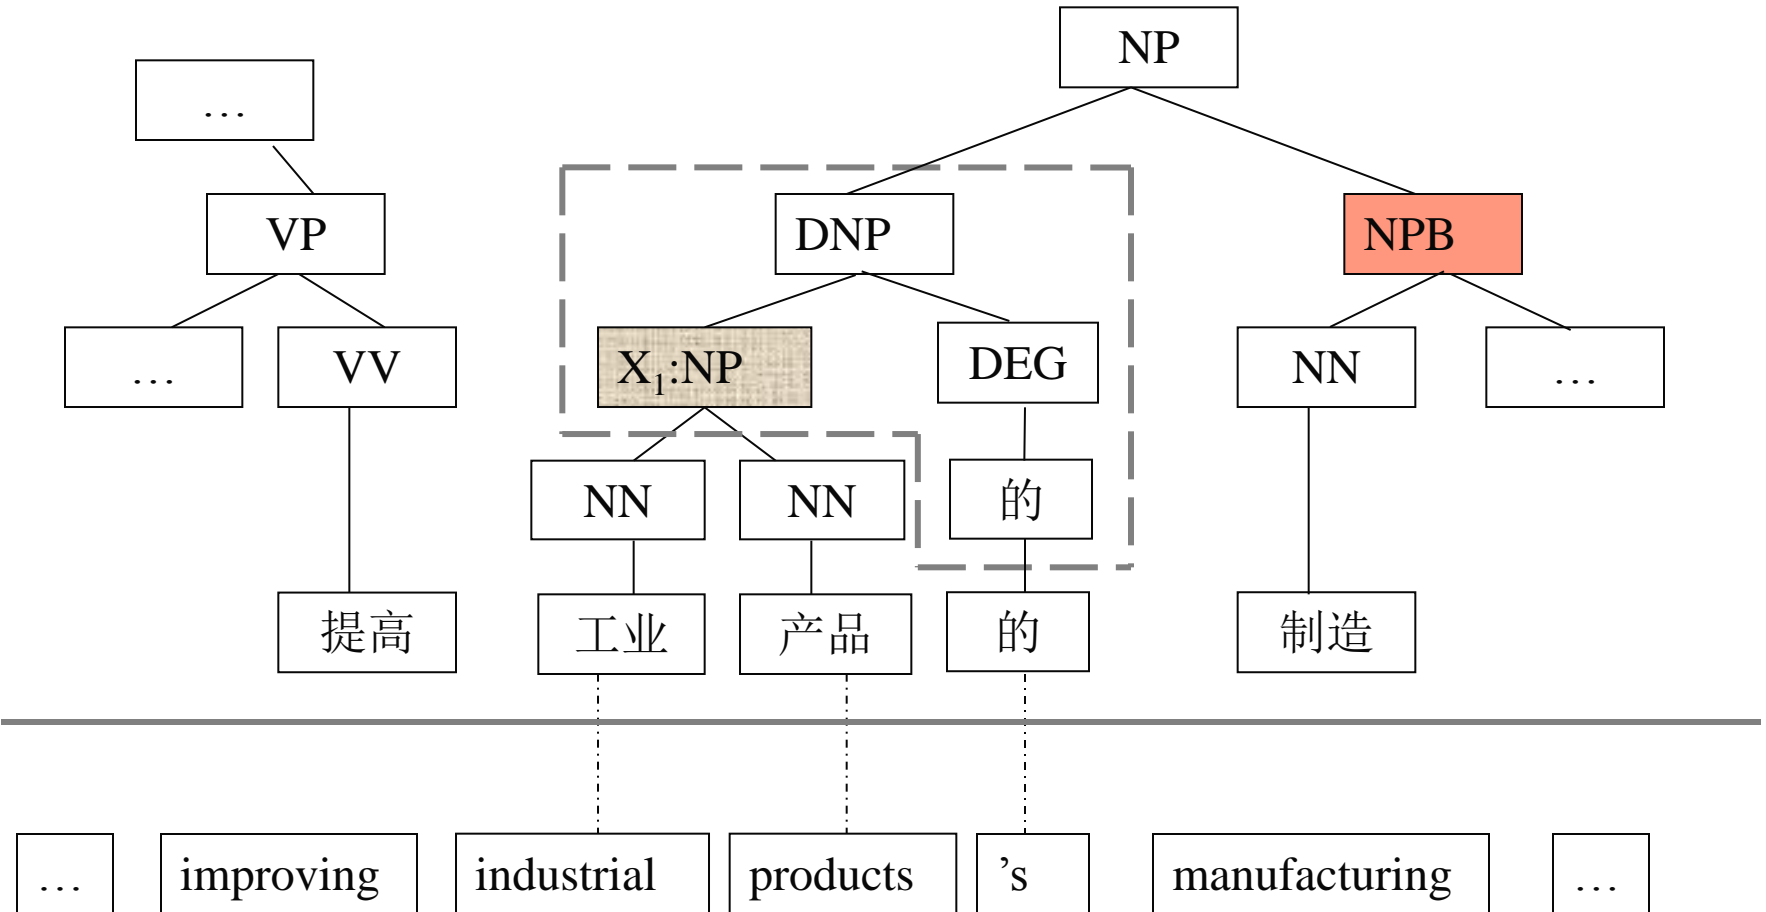 NP
…
VP
DNP
NPB
…
VV
X₁:NP
DEG
NN
…
NN
NN
的
提高
工业
产品
的
制造
…
improving
industrial
products
’s
manufacturing
…